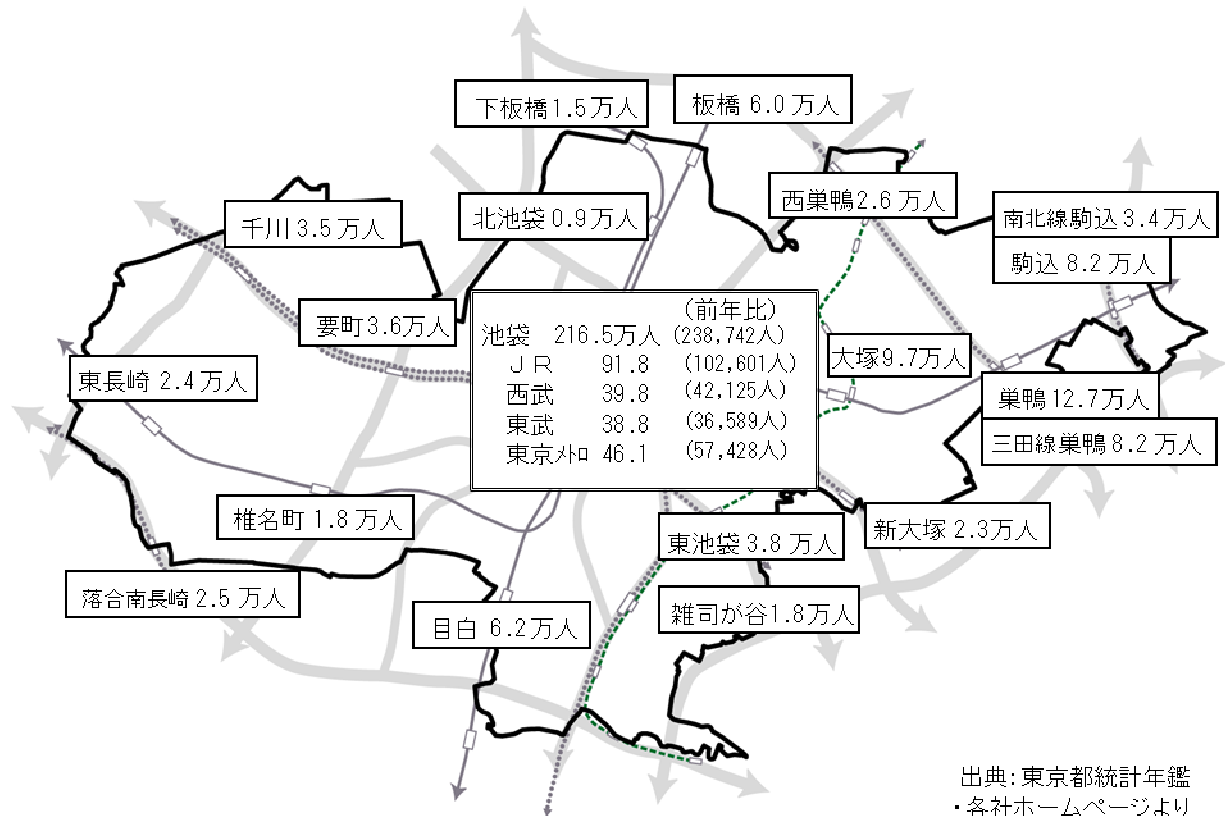 下板橋1.5万人
板橋 6.0 万人
西巣鴨2.6 万人
千川 3.5 万人
北池袋 0.9万人
南北線駒込 3.4 万人
駒込 8.2 万人
要町3.6万人
(前年比)
池袋 216.5万人 (238,742人)
JR 91.8 (102,601人)
西武 39.8 (42,125人)
東武 38.8 (36,589人)
東京メトロ 46.1 (57,428人)
大塚9.7万人
東長崎 2.4 万人
巣鴨12.7万人
三田線巣鴨8.2 万人
椎名町 1.8 万人
新大塚 2.3万人
東池袋 3.8 万人
落合南長崎 2.5 万人
目白 6.2万人
雑司が谷1.8万人
出典:東京都統計年鑑
・各社ホームページより